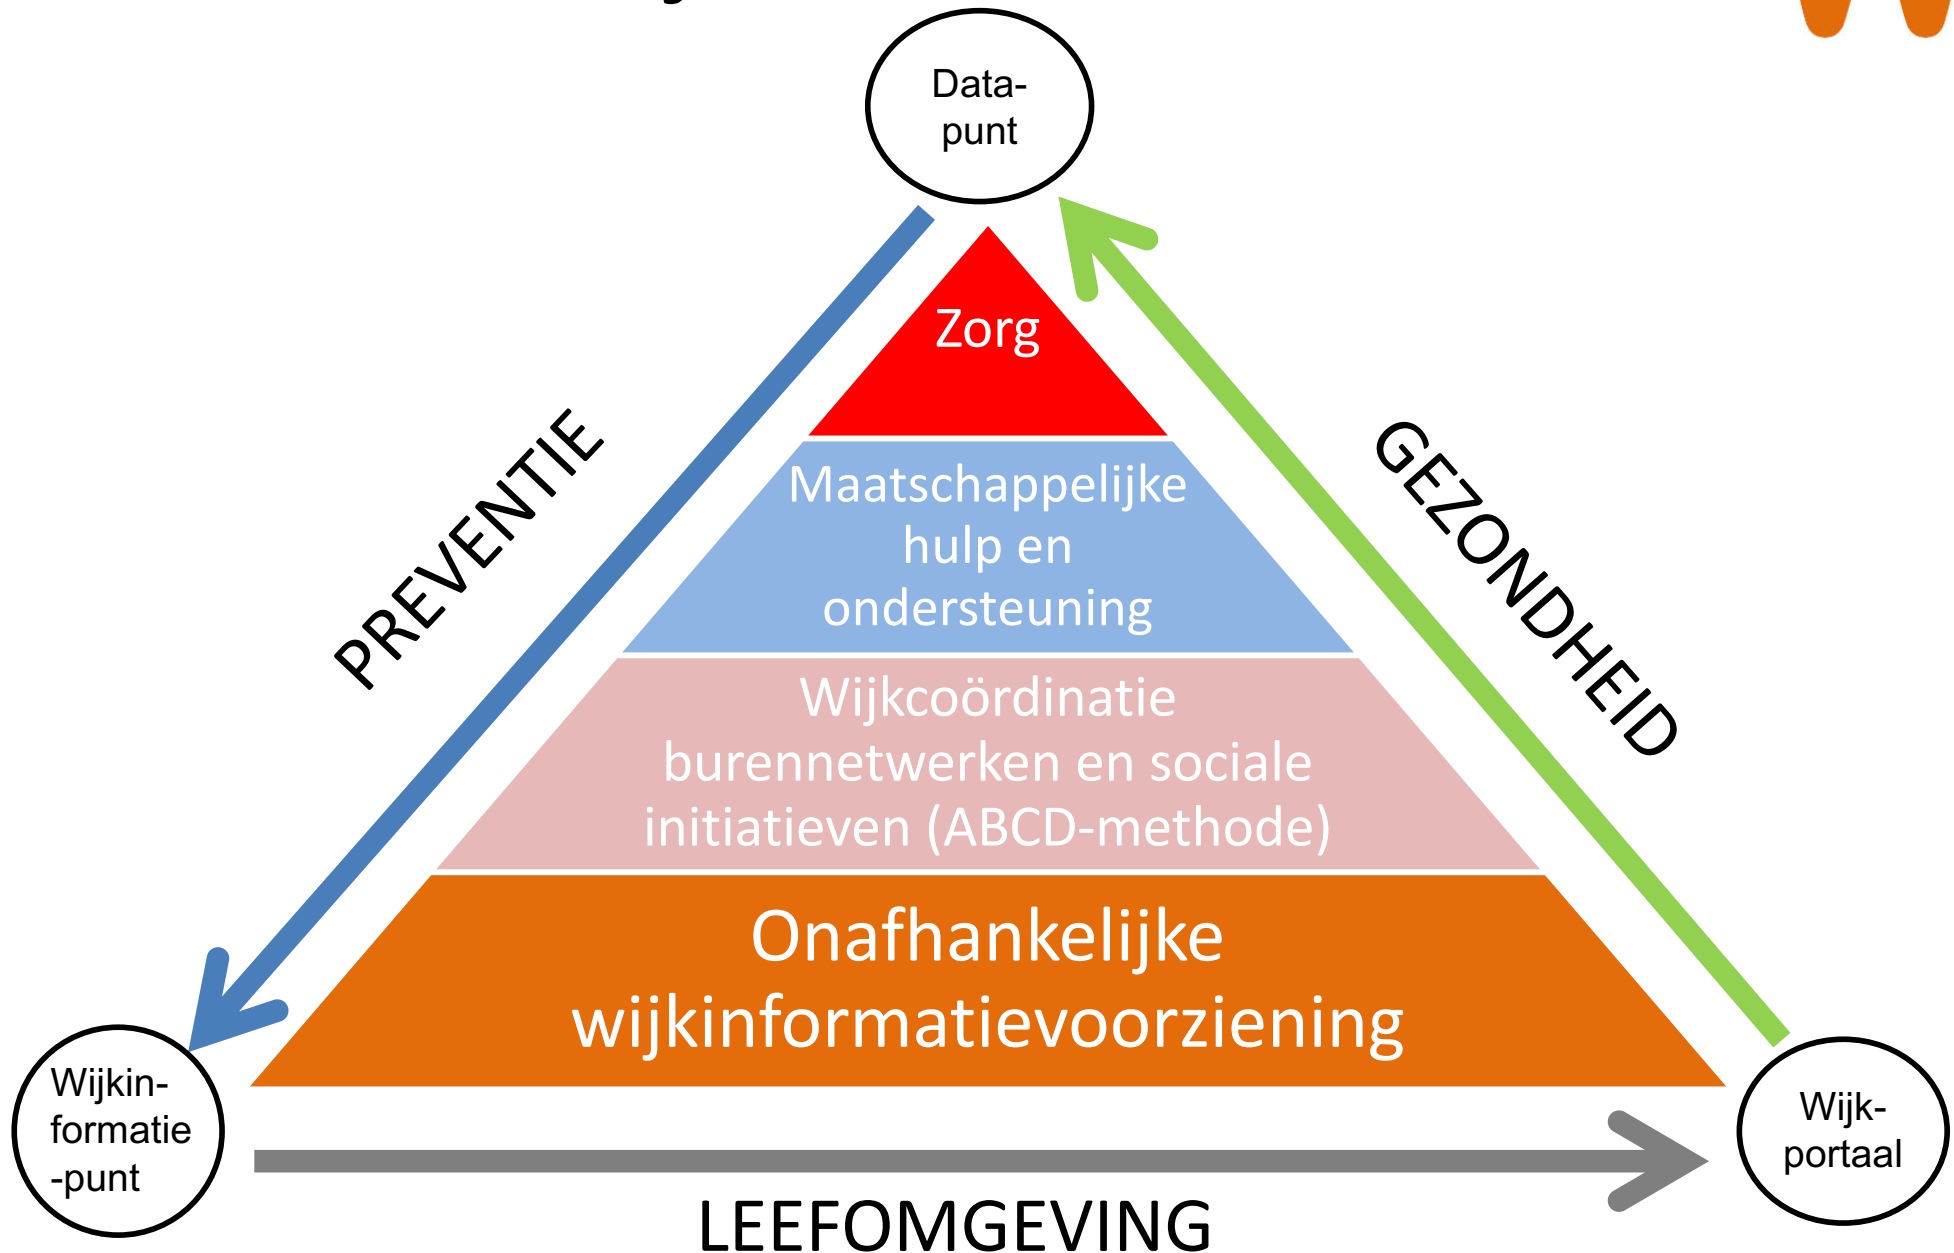 Data-
punt
Zorg
PREVENTIE
GEZONDHEID
Maatschappelijke
hulp en
ondersteuning
Wijkcoördinatie
burennetwerken en sociale
initiatieven (ABCD-methode)
Onafhankelijke
wijkinformatievoorziening
Wijkin-
formatie
-punt
Wijk-
portaal
LEEFOMGEVING